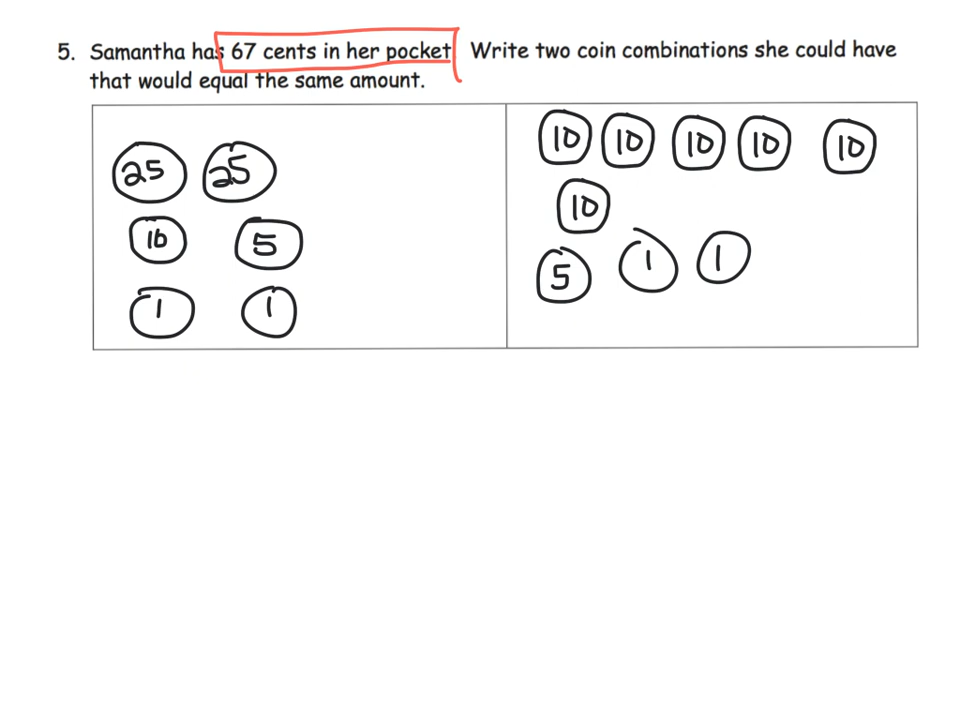 5. Samantha has 67 cents in her pocket. Write two coin combinations she could have
that would equal the same amount.
25 25
10 5
1 1
10 10 10 10 10
10
5 1 1